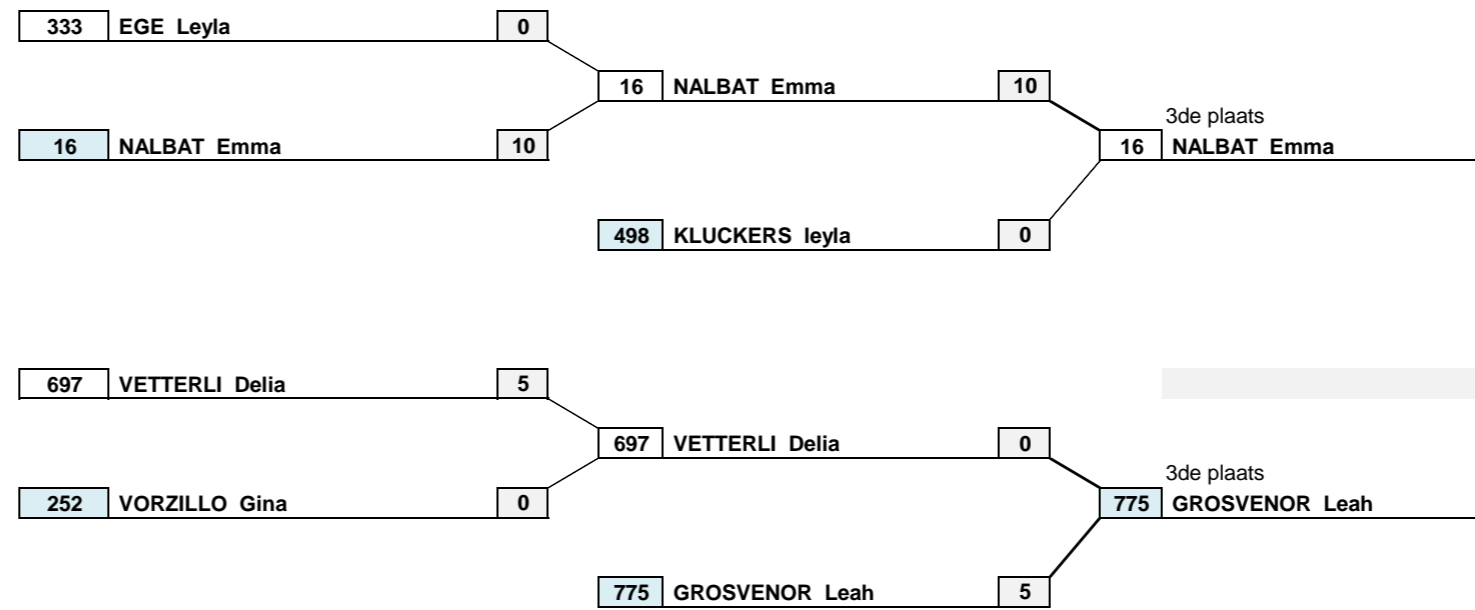 333 EGE Leyla 0
16 NALBAT Emma 10
3de plaats
16 NALBAT Emma 10
16 NALBAT Emma
498 KLUCKERS leyla 0
697 VETTERLI Delia 5
697 VETTERLI Delia 0
3de plaats
252 VORZILLO Gina 0
775 GROSVENOR Leah
775 GROSVENOR Leah 5